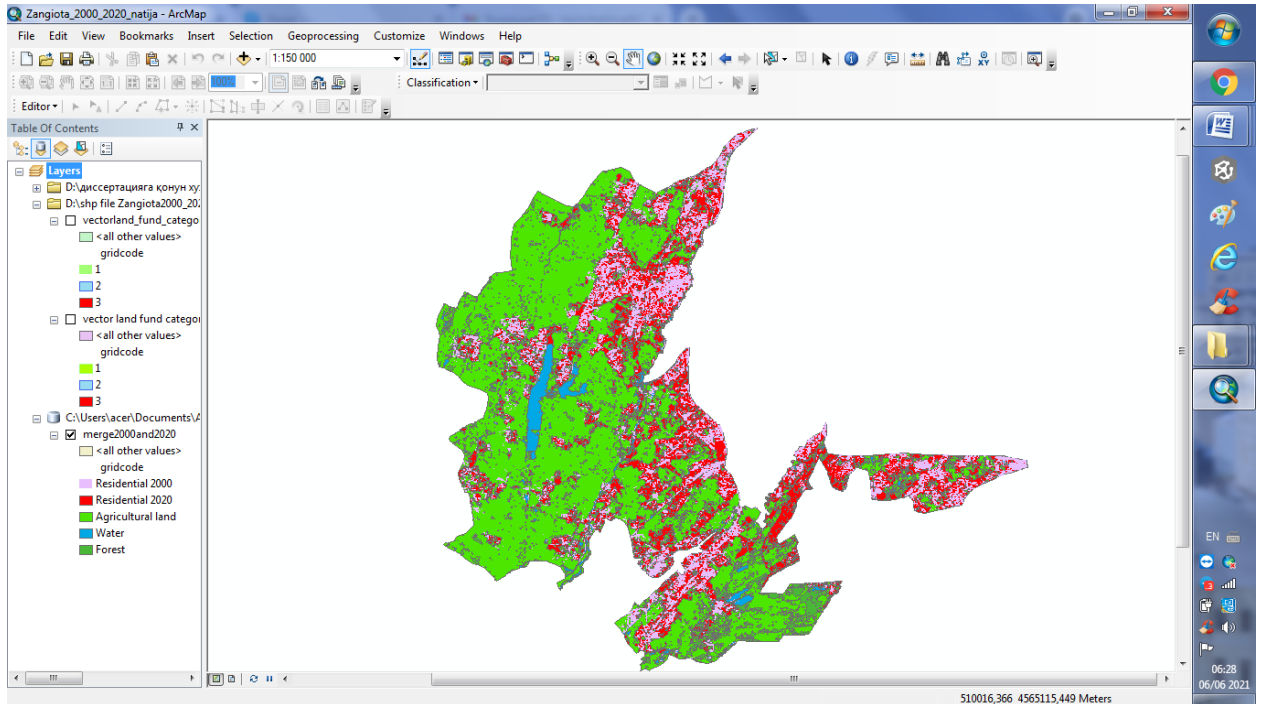 Zangiota_2000_2020_natija - ArcMap
File Edit View Bookmarks Insert Selection Geoprocessing Customize Windows Help
1:150 000
100%
Classification
Editor
Table Of Contents
Layers
D:\диссертацияга конун ху
D:\shp file Zangiota2000_20
vectorland_fund_catego
<all other values>
gridcode
1
2
3
vector land fund categor
<all other values>
gridcode
1
2
3
C:\Users\acer\Documents\A
merge2000and2020
<all other values>
gridcode
Residential 2000
Residential 2020
Agricultural land
Water
Forest
510016,366 4565115,449 Meters
EN
06:28
06/06 2021